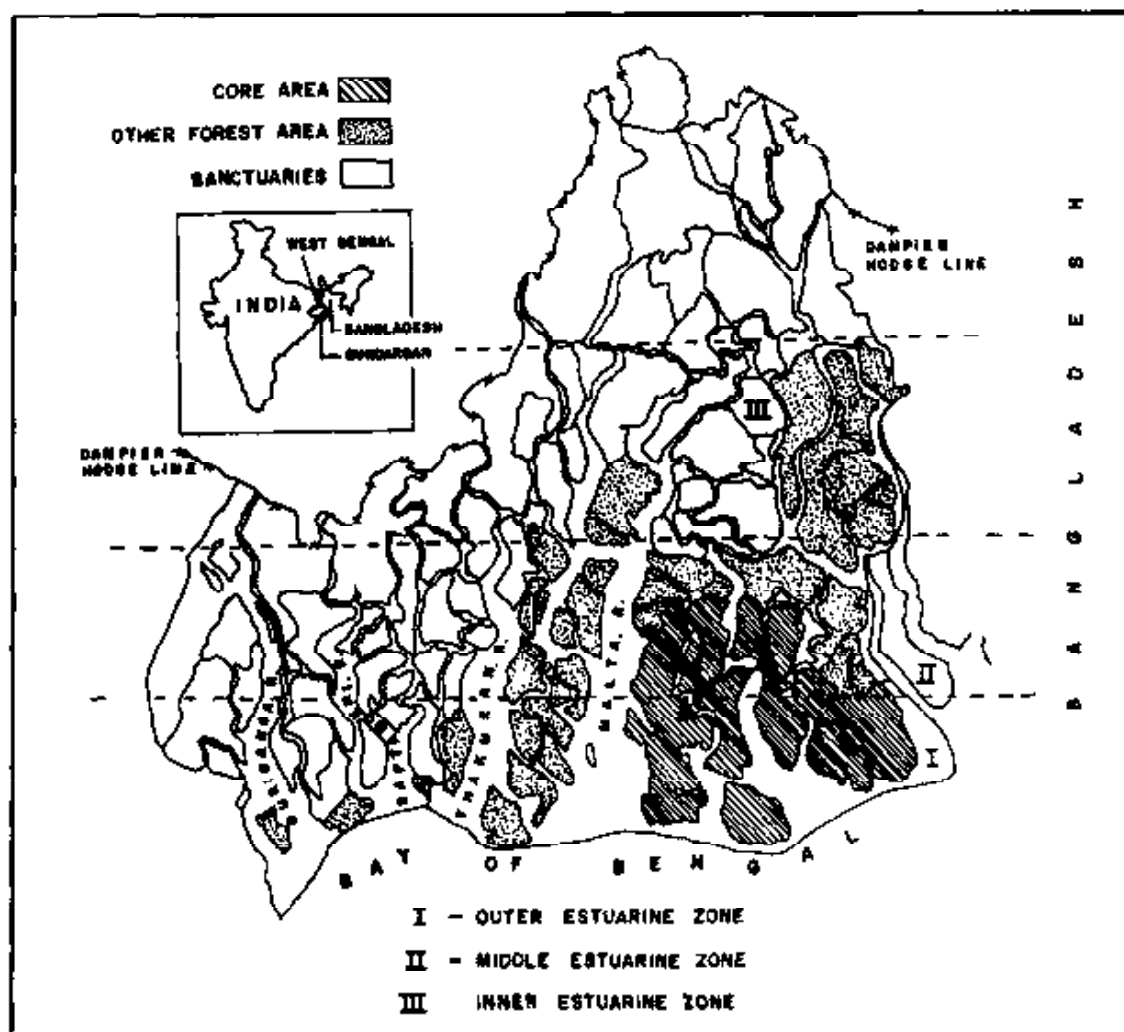 CORE AREA
OTHER FOREST AREA
SANCTUARIES
WEST BENGAL
INDIA
BANGLADESH
SUNDARBAN
DAMPIER
HODGE LINE
DAMPIER
HODGE LINE
BANGLADESH
III
II
I
MALTA. R.
THAKURAN R.
BAY OF BENGAL
I - OUTER ESTUARINE ZONE
II - MIDDLE ESTUARINE ZONE
III INNER ESTUARINE ZONE